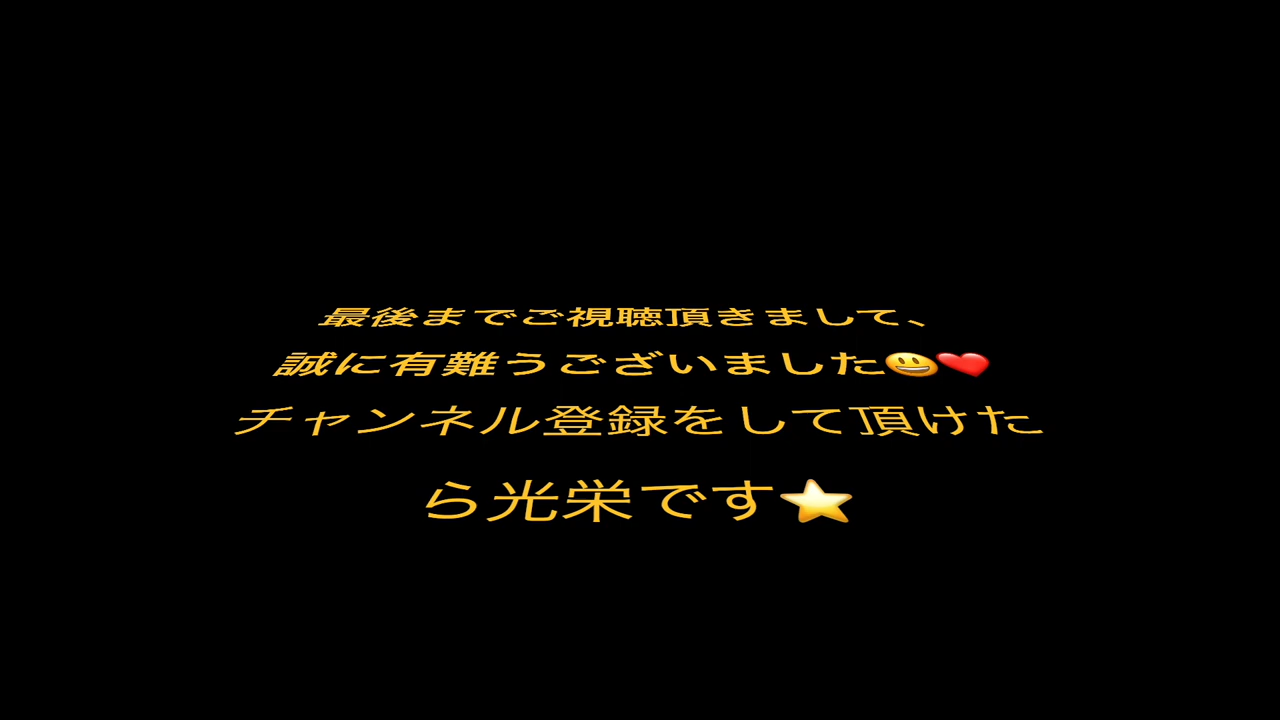 最後までご視聴頂きまして、
誠に有難うございました😃❤️
チャンネル登録をして頂けた
ら光栄です⭐